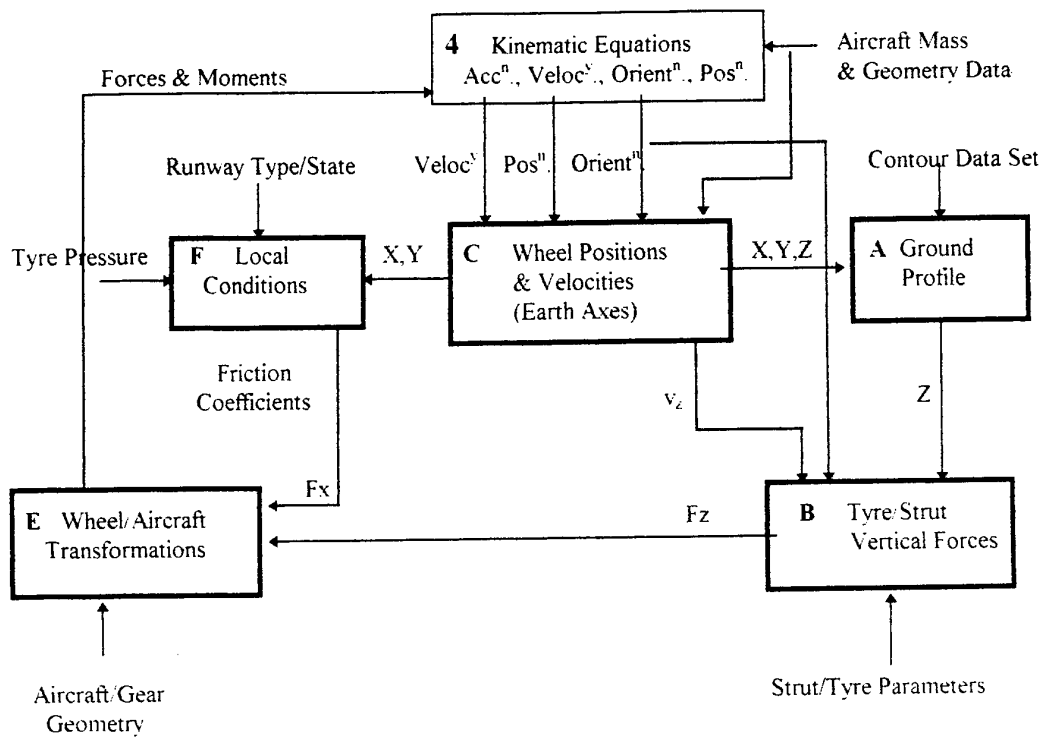 4 Kinematic Equations
Accⁿ., Velocʸ., Orientⁿ., Posⁿ.
Aircraft Mass
& Geometry Data
Forces & Moments
Runway Type/State
Velocʸ Posⁿ. Orientⁿ.
Contour Data Set
Tyre Pressure
F Local
Conditions
X,Y
C Wheel Positions
& Velocities
(Earth Axes)
X,Y,Z
A Ground
Profile
Friction
Coefficients
v_z
Z
Fx
E Wheel/Aircraft
Transformations
Fz
B Tyre/Strut
Vertical Forces
Aircraft/Gear
Geometry
Strut/Tyre Parameters